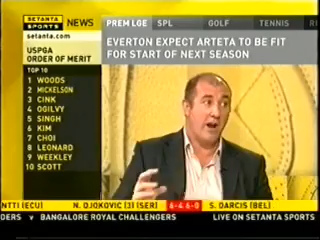 SETANTA
SPORTS
setanta.com
NEWS
PREM LGE SPL GOLF TENNIS
USPGA
ORDER OF MERIT
TOP 10
1 WOODS
2 MICKELSON
3 CINK
4 OGILVY
5 SINGH
6 KIM
7 CHOI
8 LEONARD
9 WEEKLEY
10 SCOTT
EVERTON EXPECT ARTETA TO BE FIT
FOR START OF NEXT SEASON
NTTI (ECU) N. DJOKOVIC [3] (SER) 6-4 6-0 S. DARCIS (BEL)
DERS v BANGALORE ROYAL CHALLENGERS LIVE ON SETANTA SPORTS